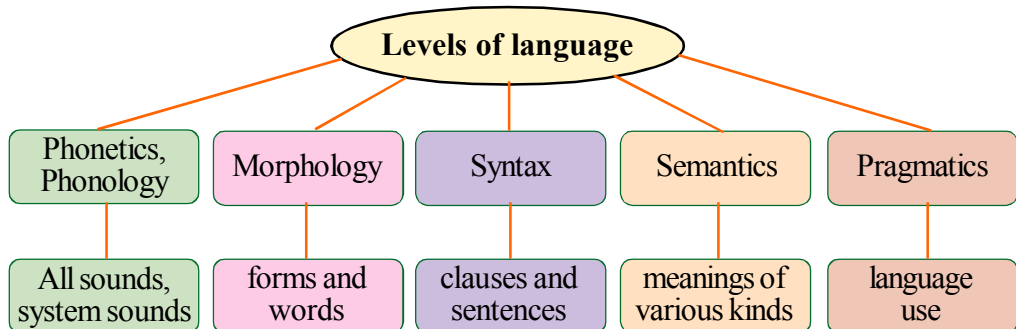 Levels of language
Phonetics,
Phonology
Morphology
Syntax
Semantics
Pragmatics
All sounds,
system sounds
forms and
words
clauses and
sentences
meanings of
various kinds
language
use